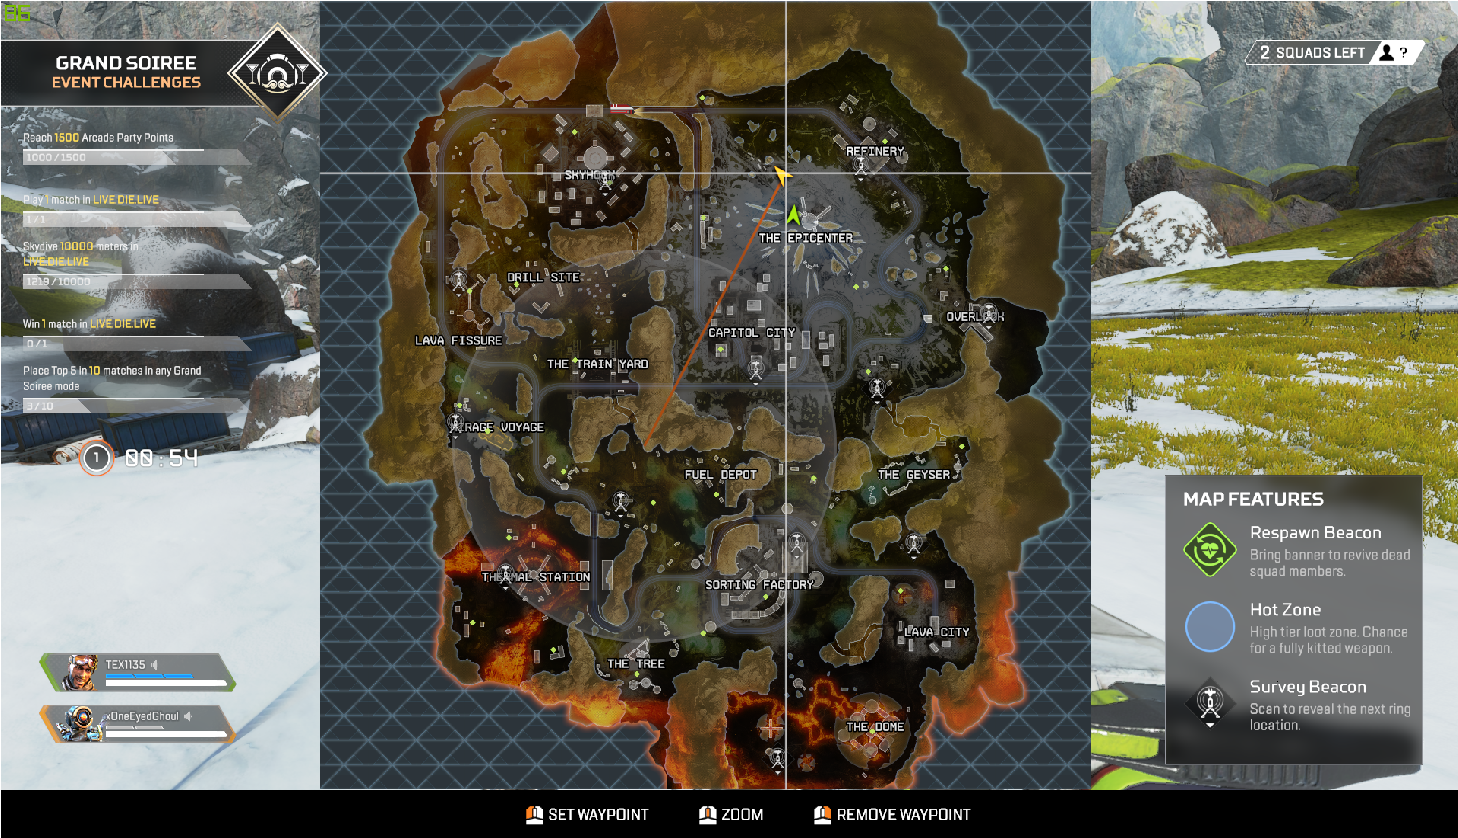 86
GRAND SOIREE
EVENT CHALLENGES
Reach 1500 Arcade Party Points
1000/1500
Play 1 match in LIVE.DIE.LIVE
1/1
Skydive 10000 meters in
LIVE.DIE.LIVE
1219/10000
Win 1 match in LIVE.DIE.LIVE
0/1
Place Top 5 in 10 matches in any Grand
Soiree mode
3/10
1 00:54
TEX1135
xOneEyedGhoul
2 SQUADS LEFT ?
REFINERY
SKYHOOK
THE EPICENTER
DRILL SITE
OVERLOOK
CAPITOL CITY
LAVA FISSURE
THE TRAIN YARD
MIRAGE VOYAGE
FUEL DEPOT
THE GEYSER
THERMAL STATION
SORTING FACTORY
LAVA CITY
THE TREE
THE DOME
MAP FEATURES
Respawn Beacon
Bring banner to revive dead
squad members.
Hot Zone
High tier loot zone. Chance
for a fully kitted weapon.
Survey Beacon
Scan to reveal the next ring
location.
SET WAYPOINT
ZOOM
REMOVE WAYPOINT